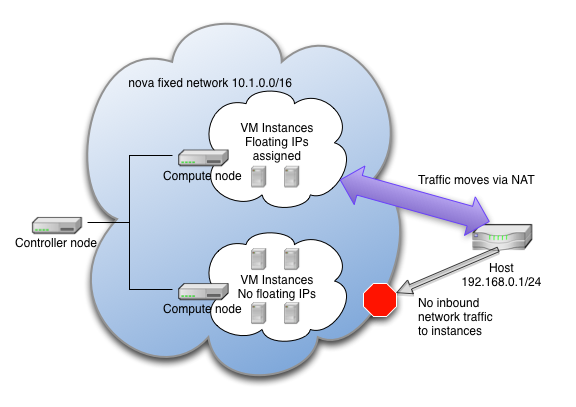 nova fixed network 10.1.0.0/16
VM Instances
Floating IPs
assigned
Compute node
Traffic moves via NAT
Controller node
Host
192.168.0.1/24
VM Instances
No floating IPs
Compute node
No inbound
network traffic
to instances